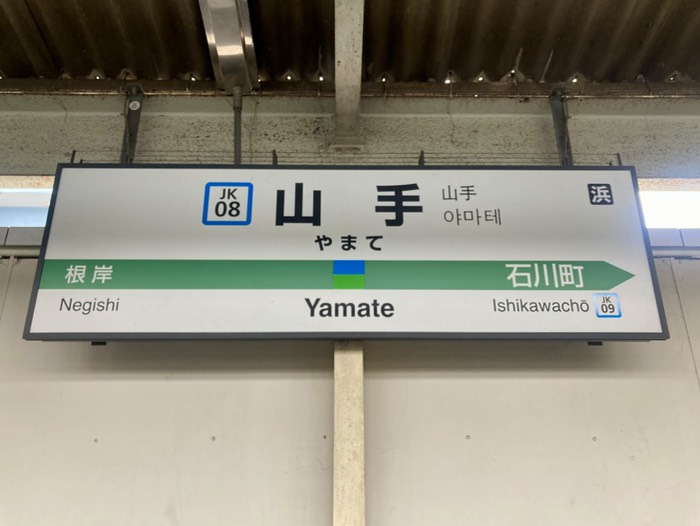 JK
08
山手
山手
야마테
浜
やまて
根岸
石川町
Negishi
Yamate
Ishikawachō
JK
09